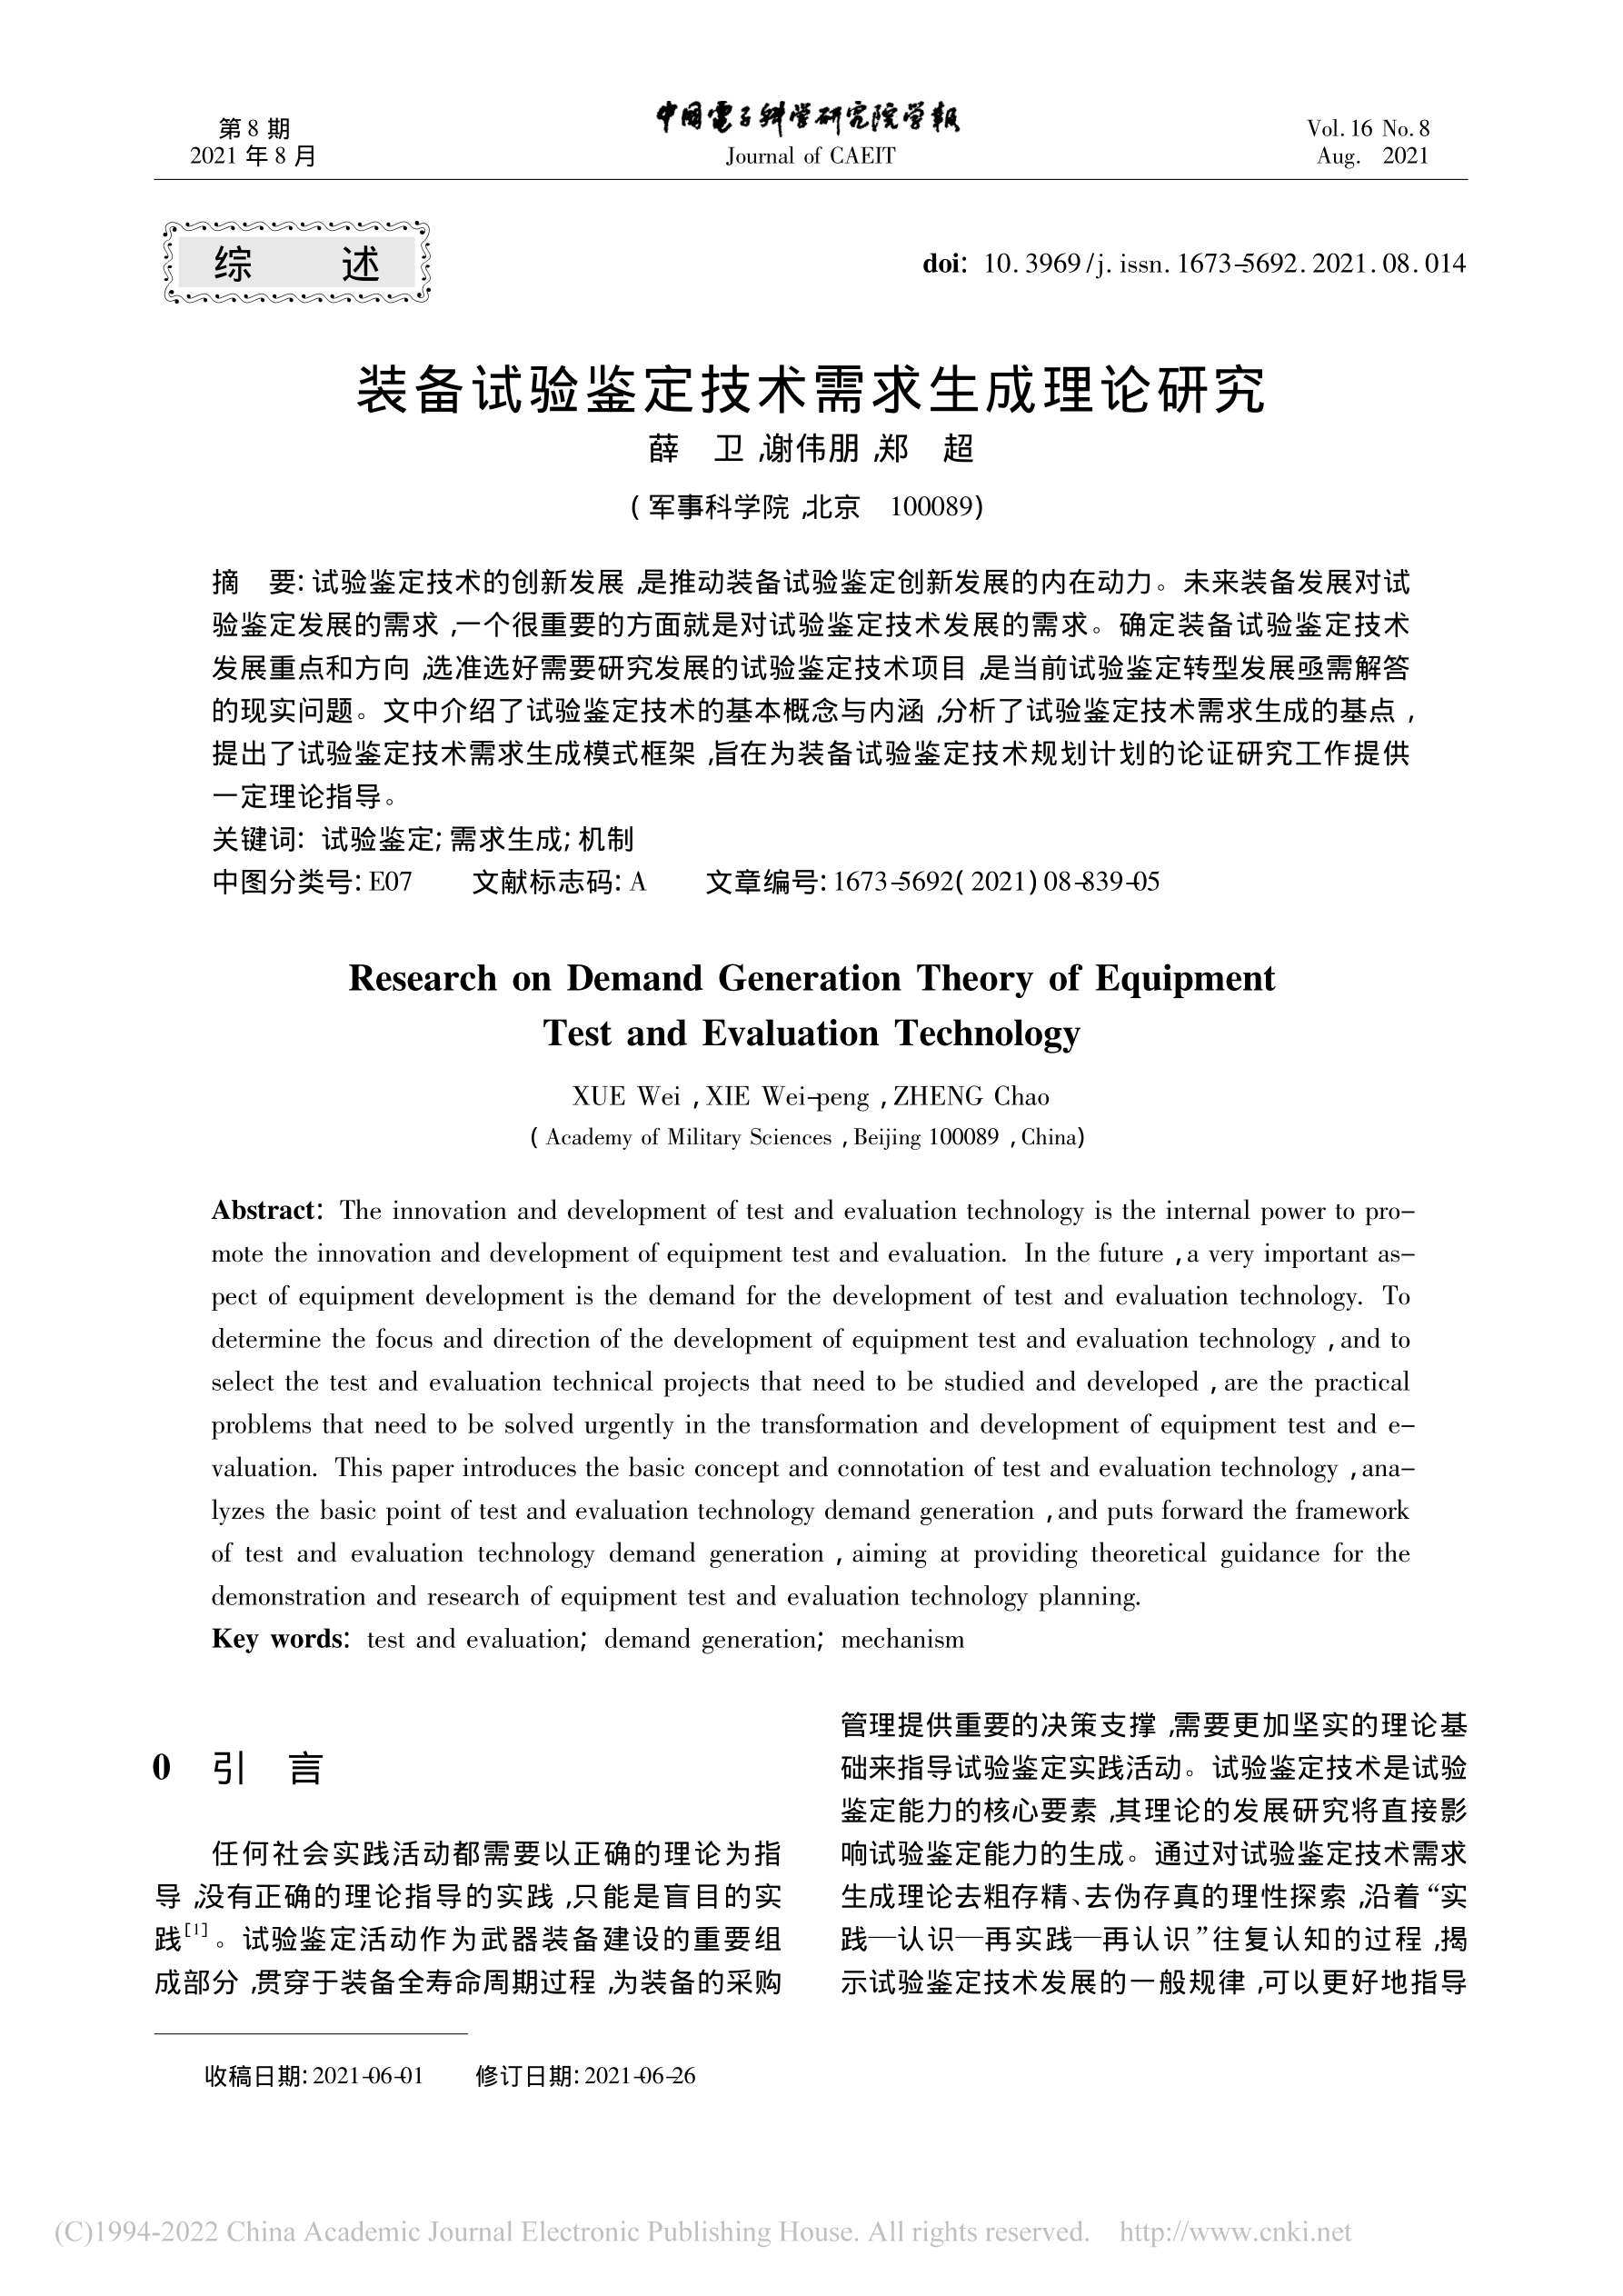 第 8 期
2021 年 8 月
中国電子科学研究院学报
Journal of CAEIT
Vol. 16 No. 8
Aug. 2021
综 述
doi: 10. 3969 /j. issn. 1673-5692. 2021. 08. 014
装备试验鉴定技术需求生成理论研究
薛 卫,谢伟朋,郑 超
( 军事科学院,北京 100089)
摘 要: 试验鉴定技术的创新发展,是推动装备试验鉴定创新发展的内在动力。未来装备发展对试
验鉴定发展的需求,一个很重要的方面就是对试验鉴定技术发展的需求。确定装备试验鉴定技术
发展重点和方向,选准选好需要研究发展的试验鉴定技术项目,是当前试验鉴定转型发展亟需解答
的现实问题。文中介绍了试验鉴定技术的基本概念与内涵,分析了试验鉴定技术需求生成的基点,
提出了试验鉴定技术需求生成模式框架,旨在为装备试验鉴定技术规划计划的论证研究工作提供
一定理论指导。
关键词: 试验鉴定; 需求生成; 机制
中图分类号: E07 文献标志码: A 文章编号: 1673-5692( 2021) 08-839-05
Research on Demand Generation Theory of Equipment
Test and Evaluation Technology
XUE Wei , XIE Wei-peng , ZHENG Chao
( Academy of Military Sciences , Beijing 100089 , China)
Abstract: The innovation and development of test and evaluation technology is the internal power to pro-
mote the innovation and development of equipment test and evaluation. In the future , a very important as-
pect of equipment development is the demand for the development of test and evaluation technology. To
determine the focus and direction of the development of equipment test and evaluation technology , and to
select the test and evaluation technical projects that need to be studied and developed , are the practical
problems that need to be solved urgently in the transformation and development of equipment test and e-
valuation. This paper introduces the basic concept and connotation of test and evaluation technology , ana-
lyzes the basic point of test and evaluation technology demand generation , and puts forward the framework
of test and evaluation technology demand generation , aiming at providing theoretical guidance for the
demonstration and research of equipment test and evaluation technology planning.
Key words: test and evaluation; demand generation; mechanism
0 引 言
任何社会实践活动都需要以正确的理论为指
导,没有正确的理论指导的实践,只能是盲目的实
践[1]。试验鉴定活动作为武器装备建设的重要组
成部分,贯穿于装备全寿命周期过程,为装备的采购
管理提供重要的决策支撑,需要更加坚实的理论基
础来指导试验鉴定实践活动。试验鉴定技术是试验
鉴定能力的核心要素,其理论的发展研究将直接影
响试验鉴定能力的生成。通过对试验鉴定技术需求
生成理论去粗存精、去伪存真的理性探索,沿着“实
践—认识—再实践—再认识”往复认知的过程,揭
示试验鉴定技术发展的一般规律,可以更好地指导
收稿日期: 2021-06-01 修订日期: 2021-06-26
(C)1994-2022 China Academic Journal Electronic Publishing House. All rights reserved. http://www.cnki.net